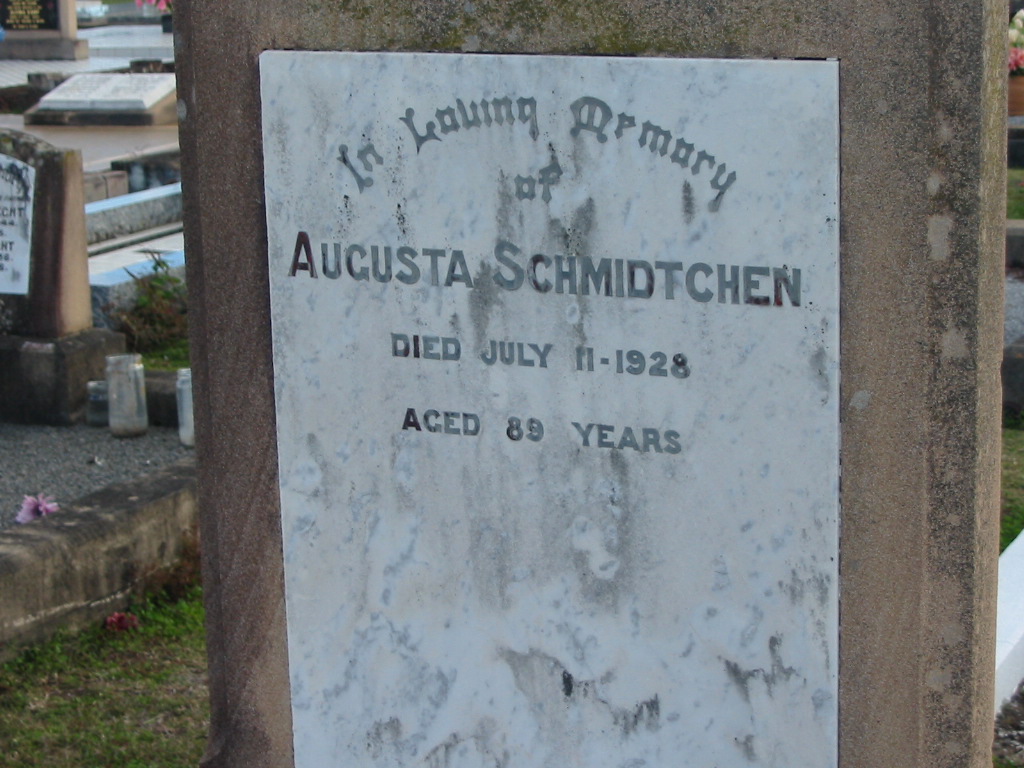 In Loving Memory
of
AUGUSTA SCHMIDTCHEN
DIED JULY 11-1928
AGED 89 YEARS